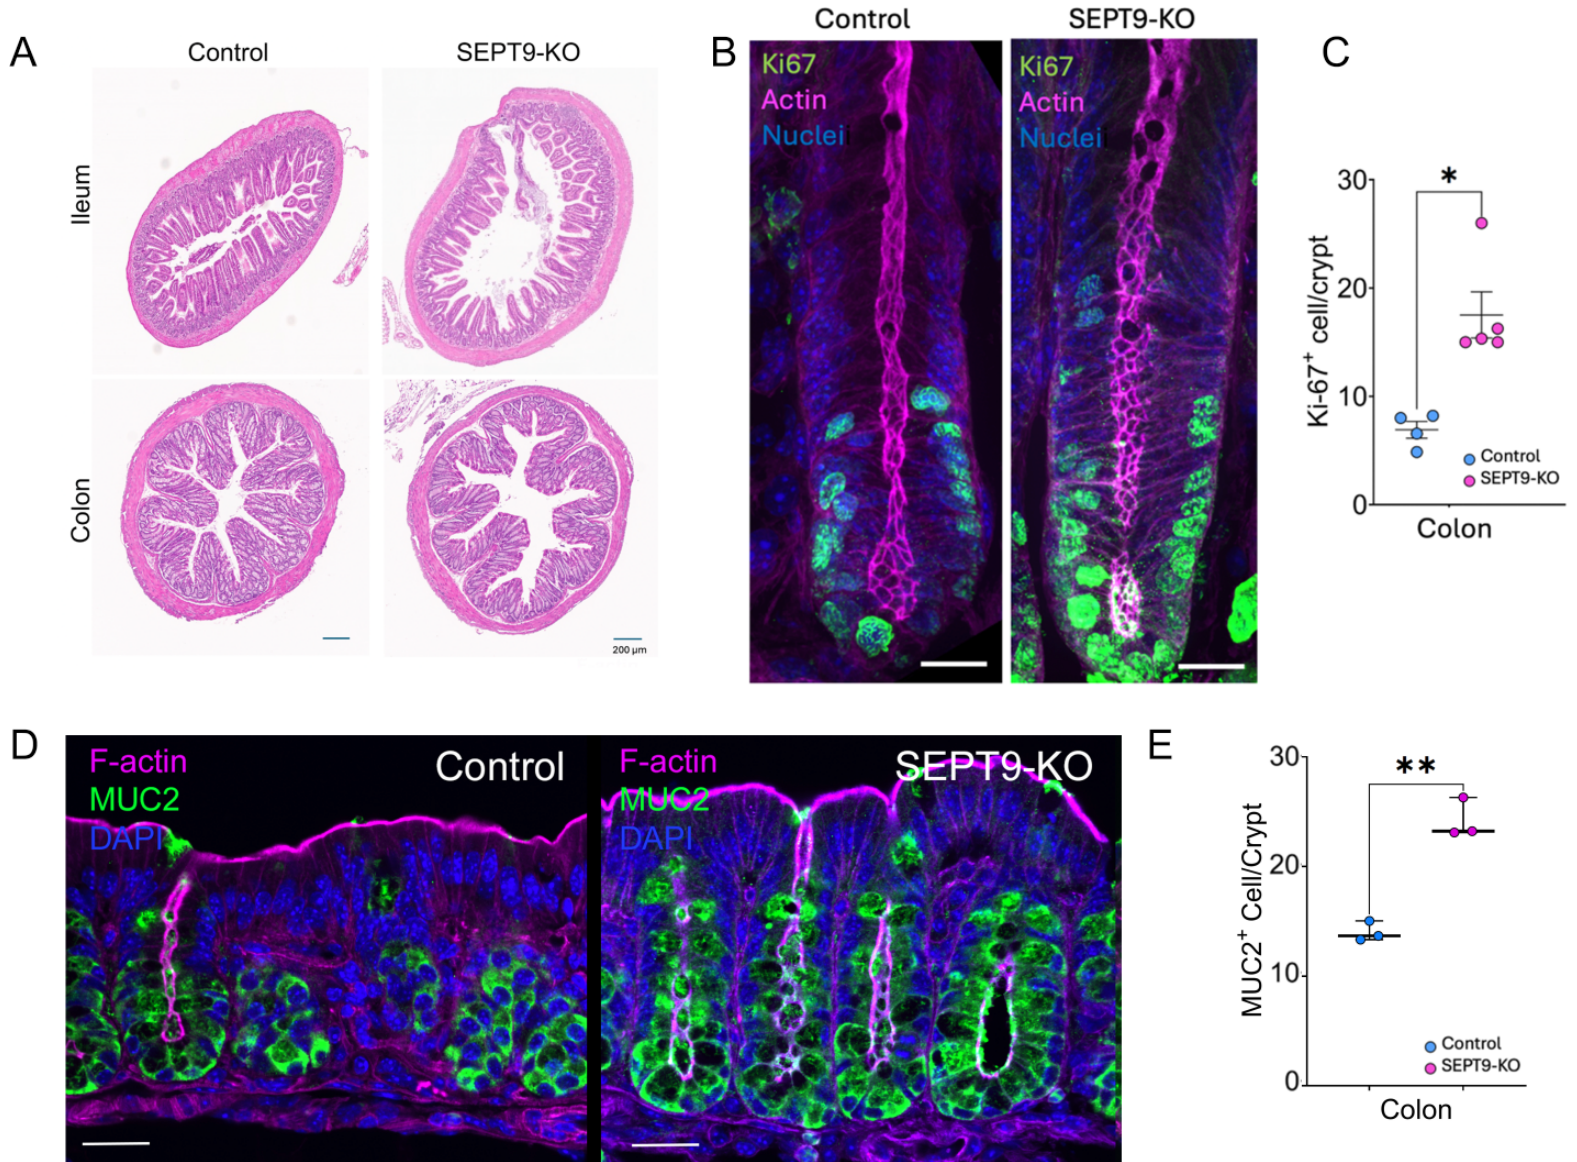 A
Control
SEPT9-KO
Ileum
Colon
200 µm
B
Control
SEPT9-KO
Ki67
Actin
Nuclei
Ki67
Actin
Nuclei
C
*
30
20
10
0
Ki-67+ cell/crypt
Control
SEPT9-KO
Colon
D
F-actin
MUC2
DAPI
Control
F-actin
MUC2
DAPI
SEPT9-KO
E
**
30
20
10
0
MUC2+ Cell/Crypt
Control
SEPT9-KO
Colon